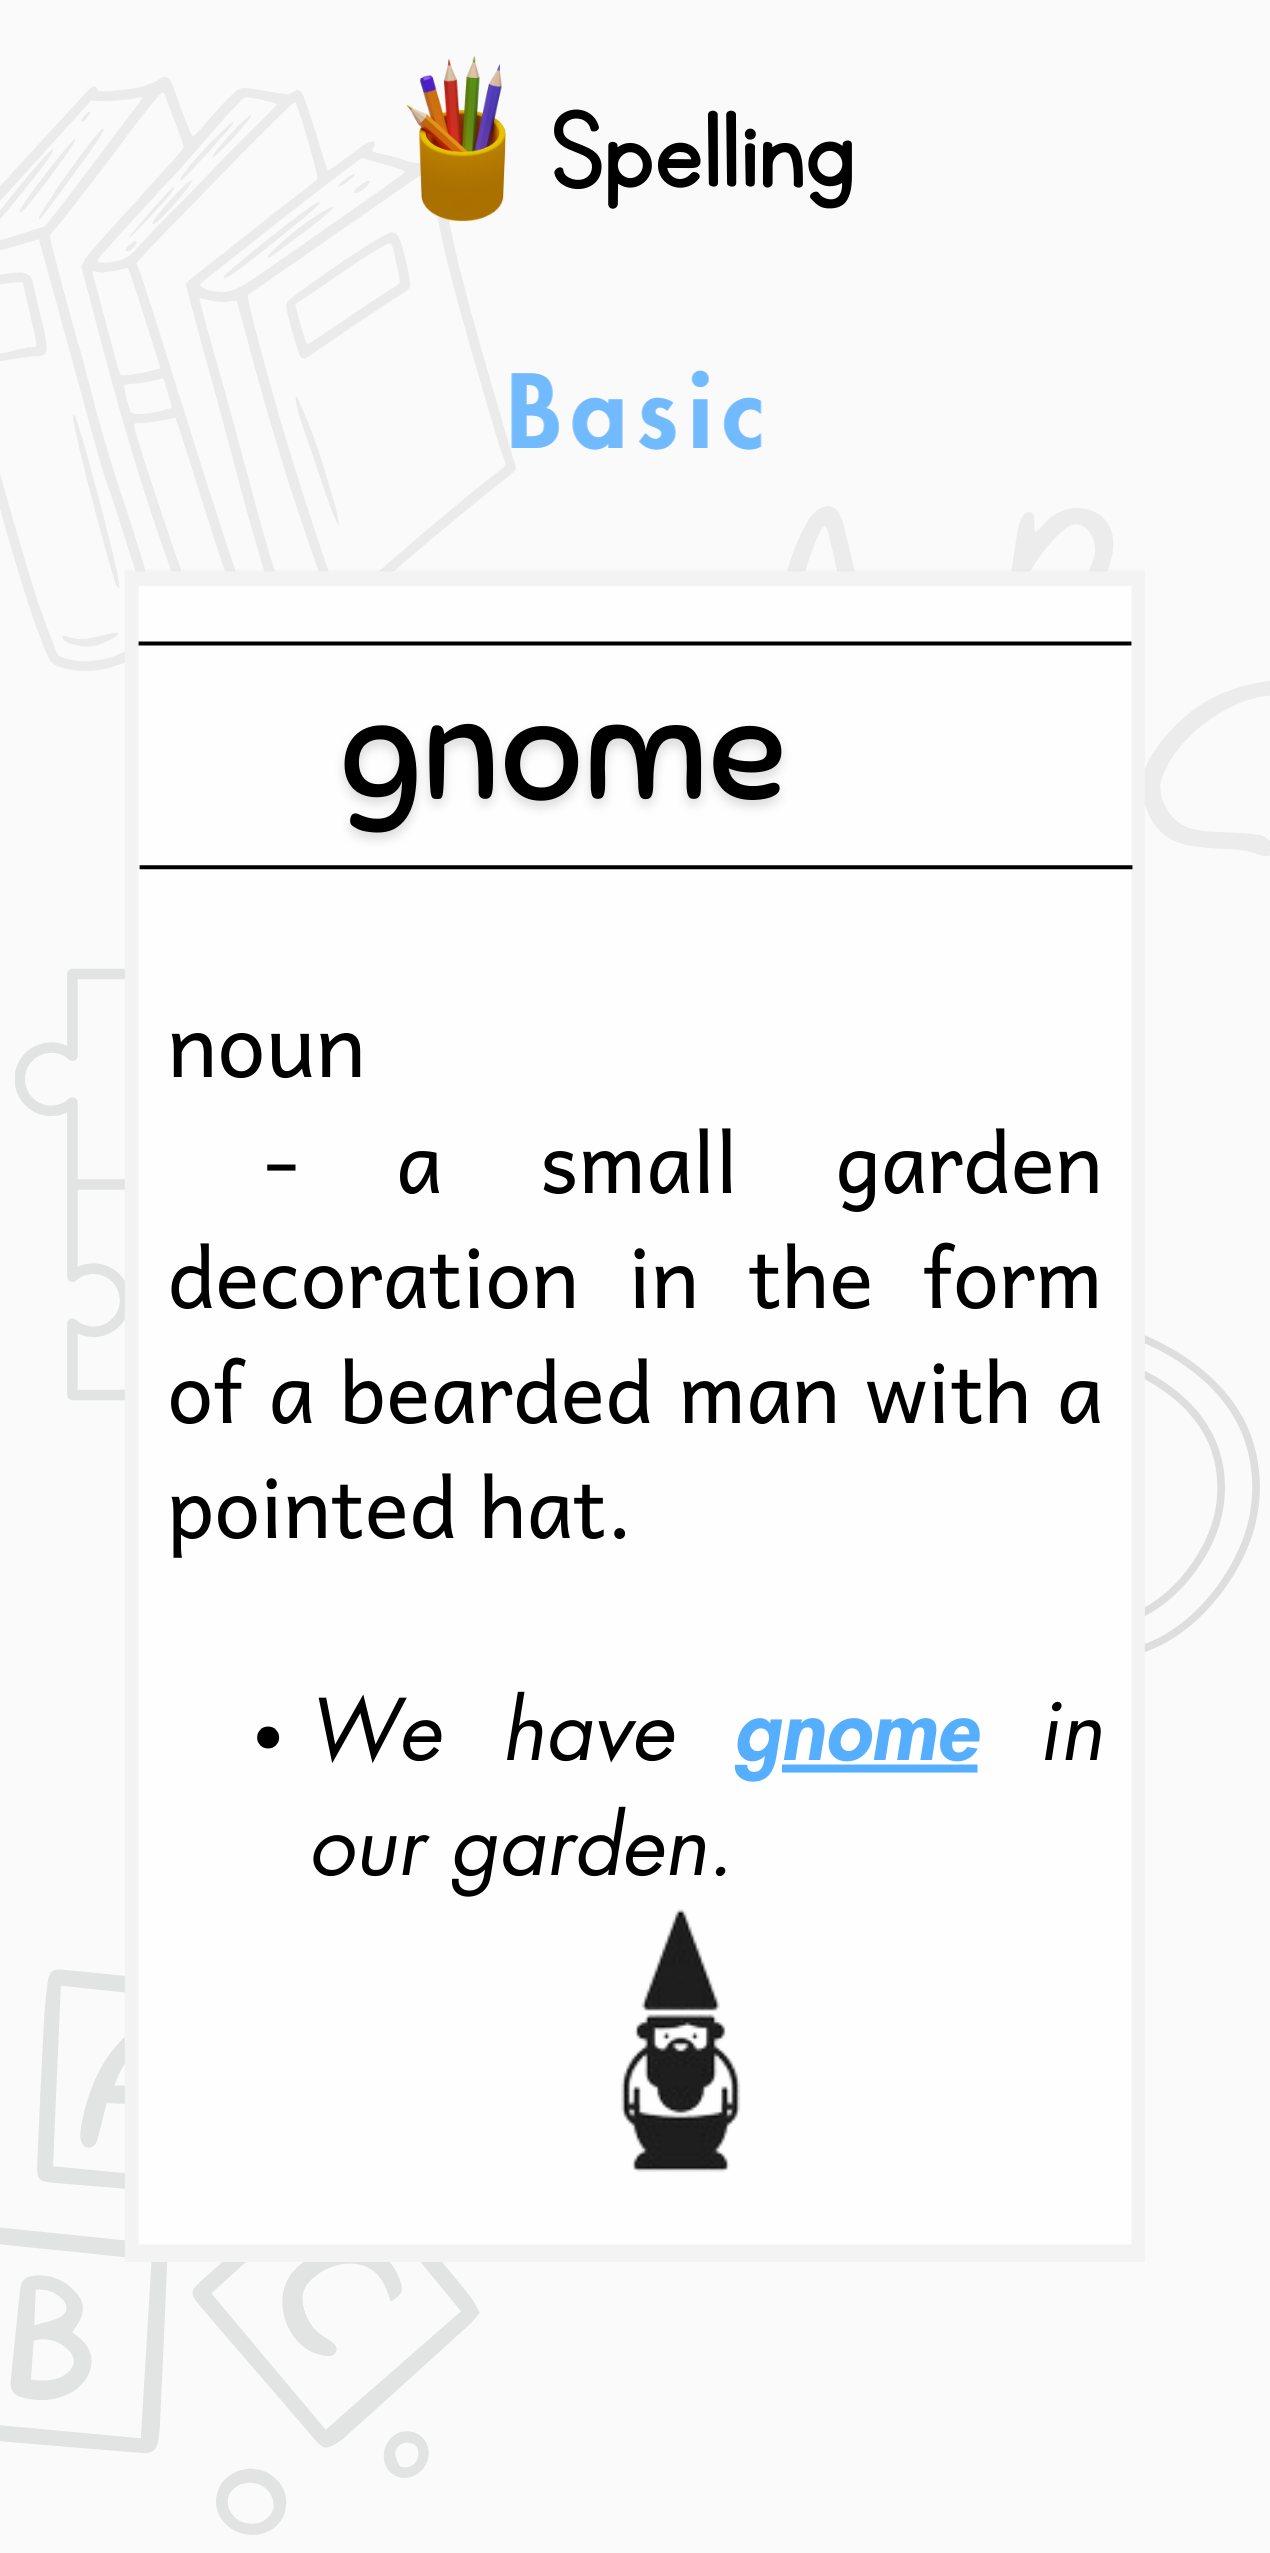 Spelling
Basic
gnome
noun
- a small garden
decoration in the form
of a bearded man with a
pointed hat.
• We have gnome in
our garden.
A
B
C